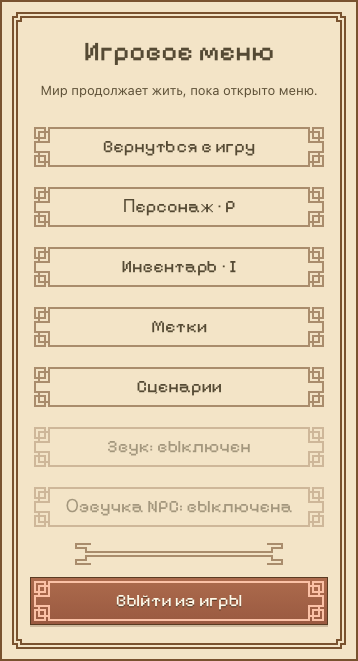 Игровое меню
Мир продолжает жить, пока открыто меню.
Вернуться в игру
Персонаж · P
Инвентарь · I
Метки
Сценарии
Звук: выключен
Озвучка NPC: выключена
Выйти из игры